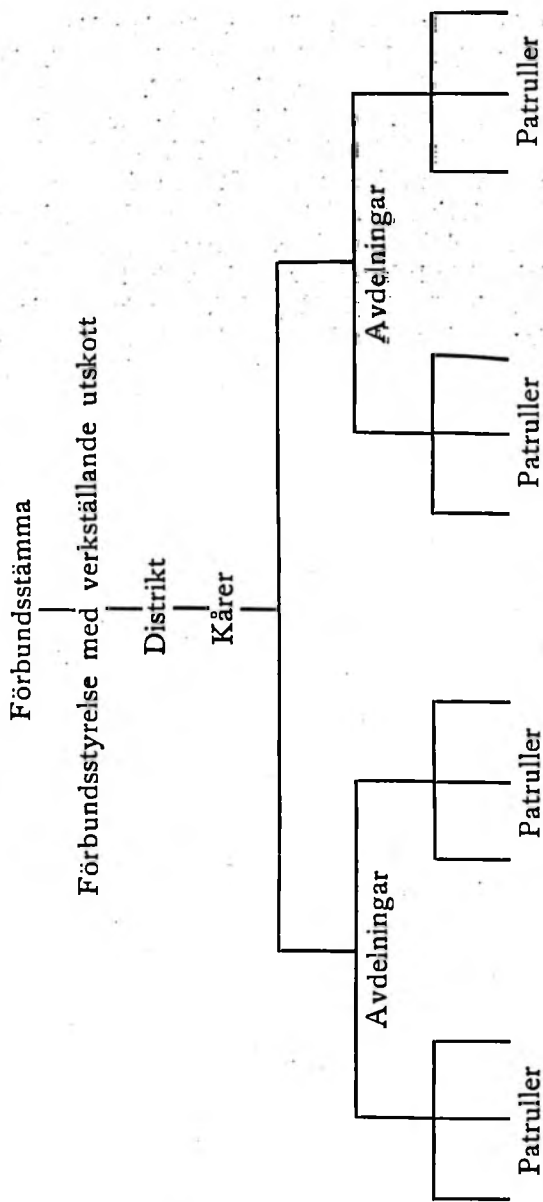 Förbundsstämma
Förbundsstyrelse med verkställande utskott
Distrikt
Kårer
Avdelningar
Avdelningar
Patruller
Patruller
Patruller
Patruller